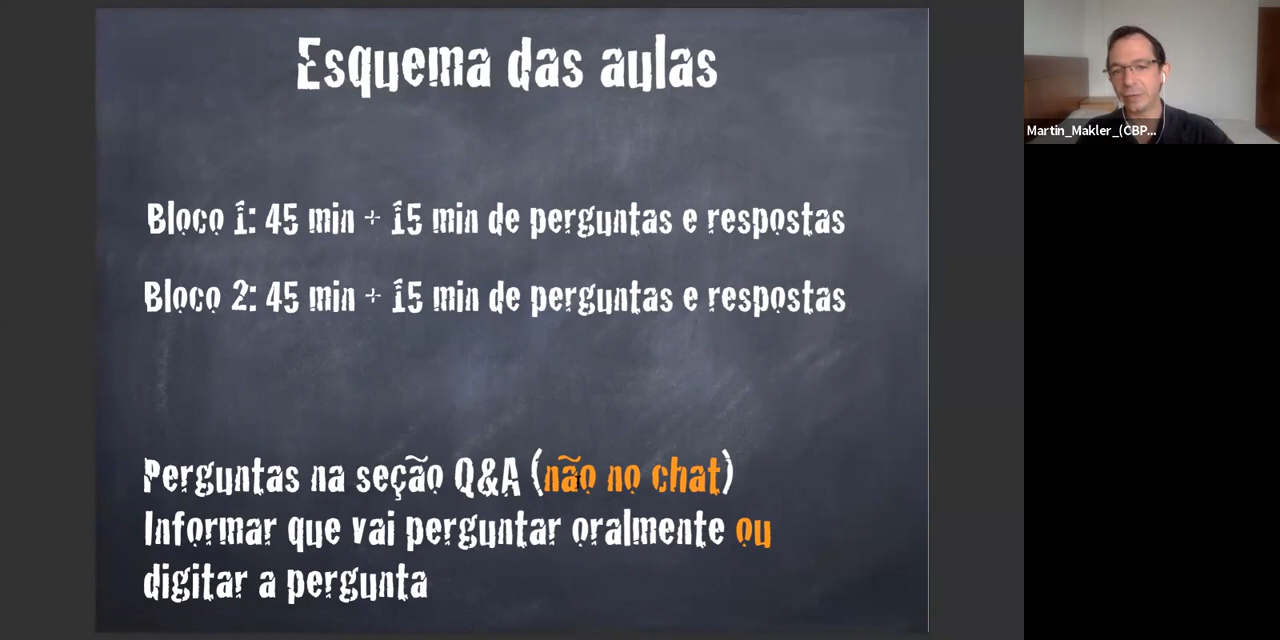 Esquema das aulas
Bloco 1: 45 min + 15 min de perguntas e respostas
Bloco 2: 45 min + 15 min de perguntas e respostas
Perguntas na seção Q&A (não no chat)
Informar que vai perguntar oralmente ou
digitar a pergunta
Martin_Makler_(CBP...